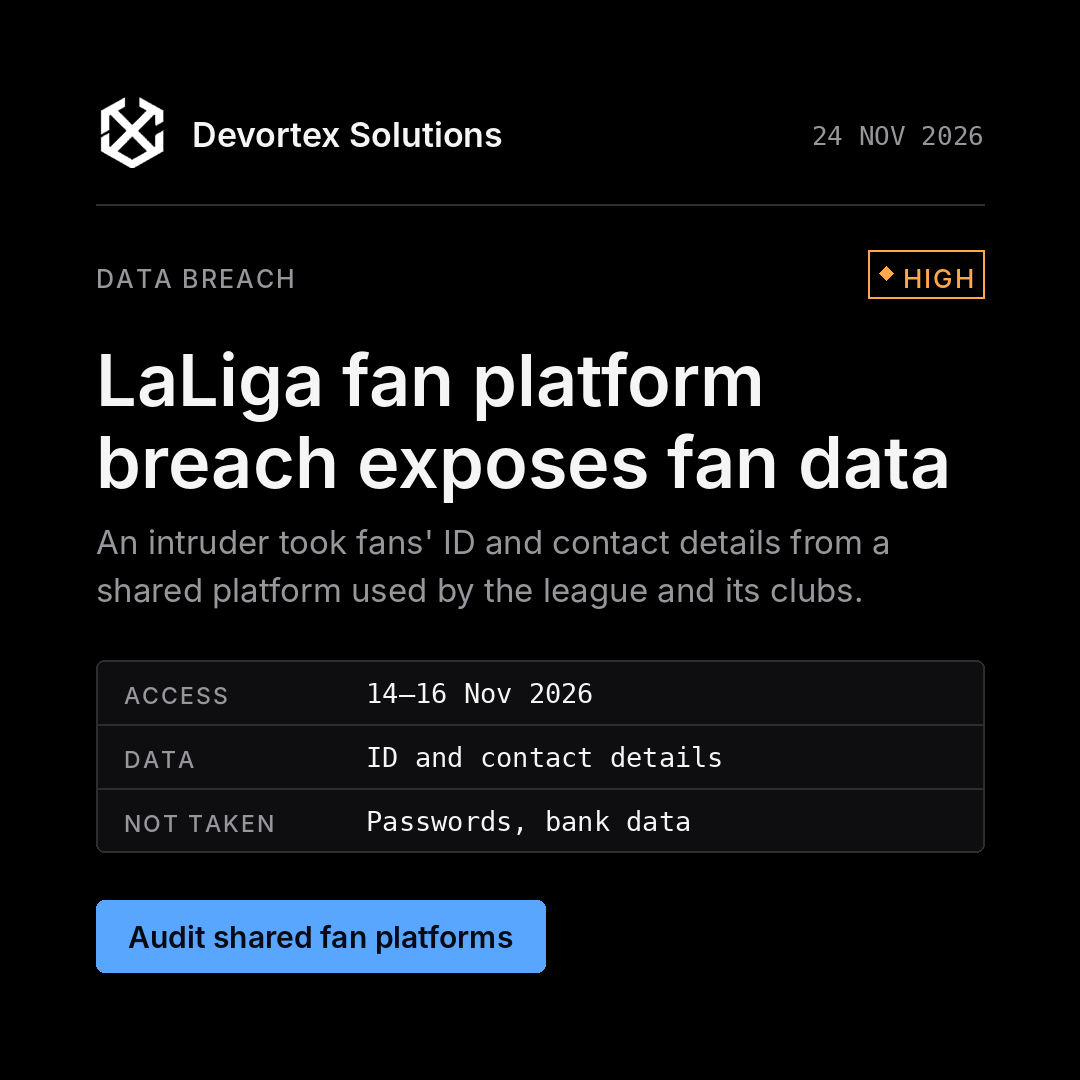 Devortex Solutions
24 NOV 2026
DATA BREACH
HIGH
LaLiga fan platform
breach exposes fan data
An intruder took fans' ID and contact details from a
shared platform used by the league and its clubs.
ACCESS 14–16 Nov 2026
DATA ID and contact details
NOT TAKEN Passwords, bank data
Audit shared fan platforms